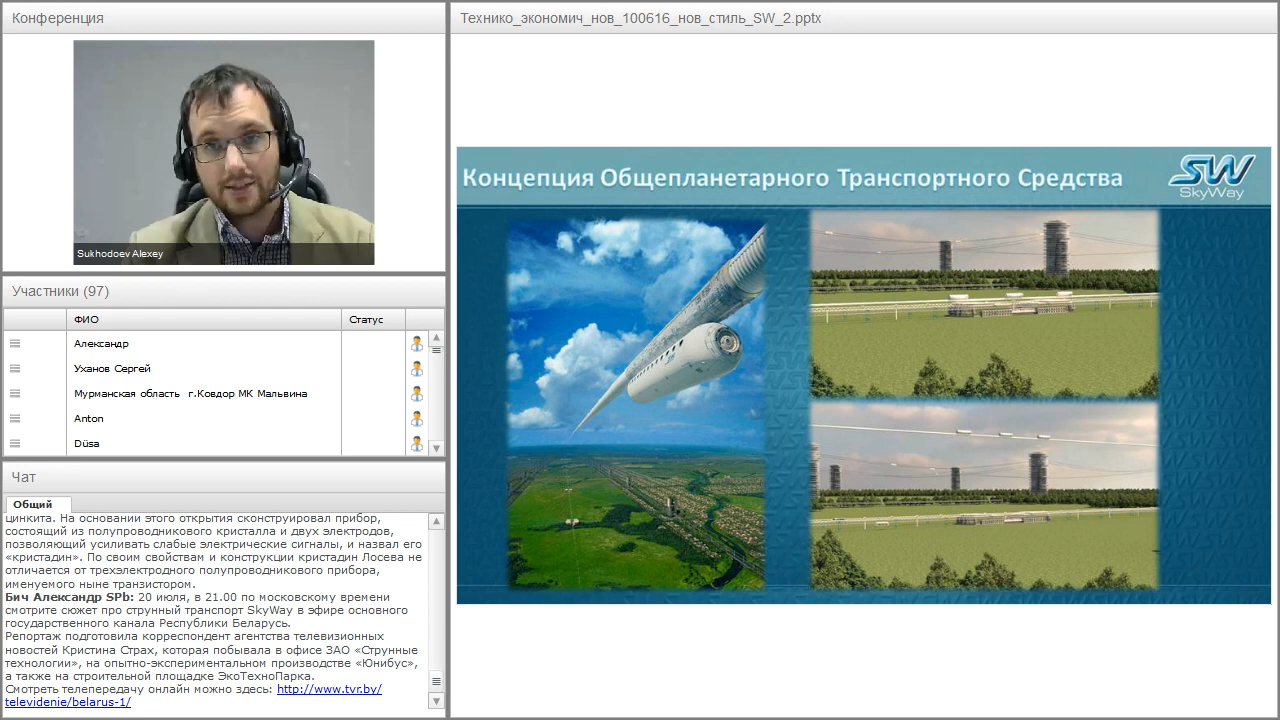 Конференция
Sukhodoev Alexey
Участники (97)
ФИО
Статус
Александр
Уханов Сергей
Мурманская область г.Ковдор МК Мальвина
Anton
Düsa
Чат
Общий
цинкита. На основании этого открытия сконструировал прибор,
состоящий из полупроводникового кристалла и двух электродов,
позволяющий усиливать слабые электрические сигналы, и назвал его
«кристадин». По своим свойствам и конструкции кристадин Лосева не
отличается от трехэлектродного полупроводникового прибора,
именуемого ныне транзистором.
Бич Александр SPb: 20 июля, в 21.00 по московскому времени
смотрите сюжет про струнный транспорт SkyWay в эфире основного
государственного канала Республики Беларусь.
Репортаж подготовила корреспондент агентства телевизионных
новостей Кристина Страх, которая побывала в офисе ЗАО «Струнные
технологии», на опытно-экспериментальном производстве «Юнибус»,
а также на строительной площадке ЭкоТехноПарка.
Смотреть телепередачу онлайн можно здесь: http://www.tvr.by/
televidenie/belarus-1/
Технико_экономич_нов_100616_нов_стиль_SW_2.pptx
Концепция Общепланетарного Транспортного Средства
SW
SkyWay